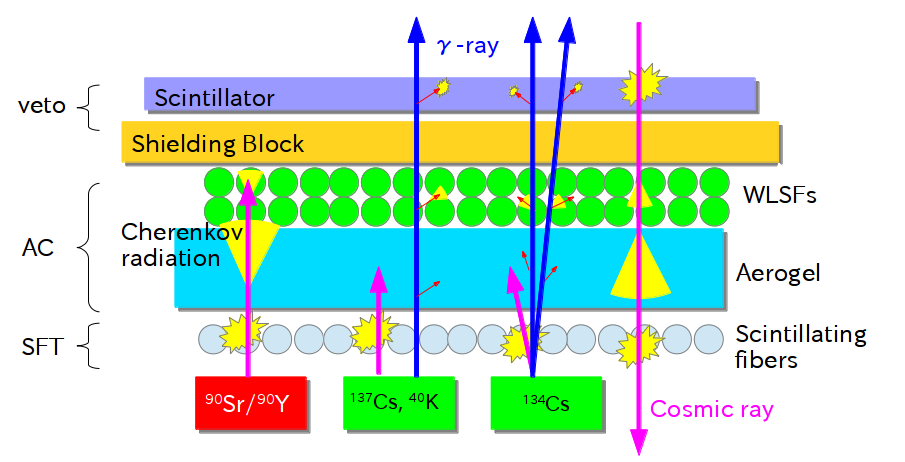 γ-ray
veto
Scintillator
Shielding Block
WLSFs
AC
Cherenkov
radiation
Aerogel
SFT
Scintillating
fibers
⁹⁰Sr/⁹⁰Y
¹³⁷Cs, ⁴⁰K
¹³⁴Cs
Cosmic ray